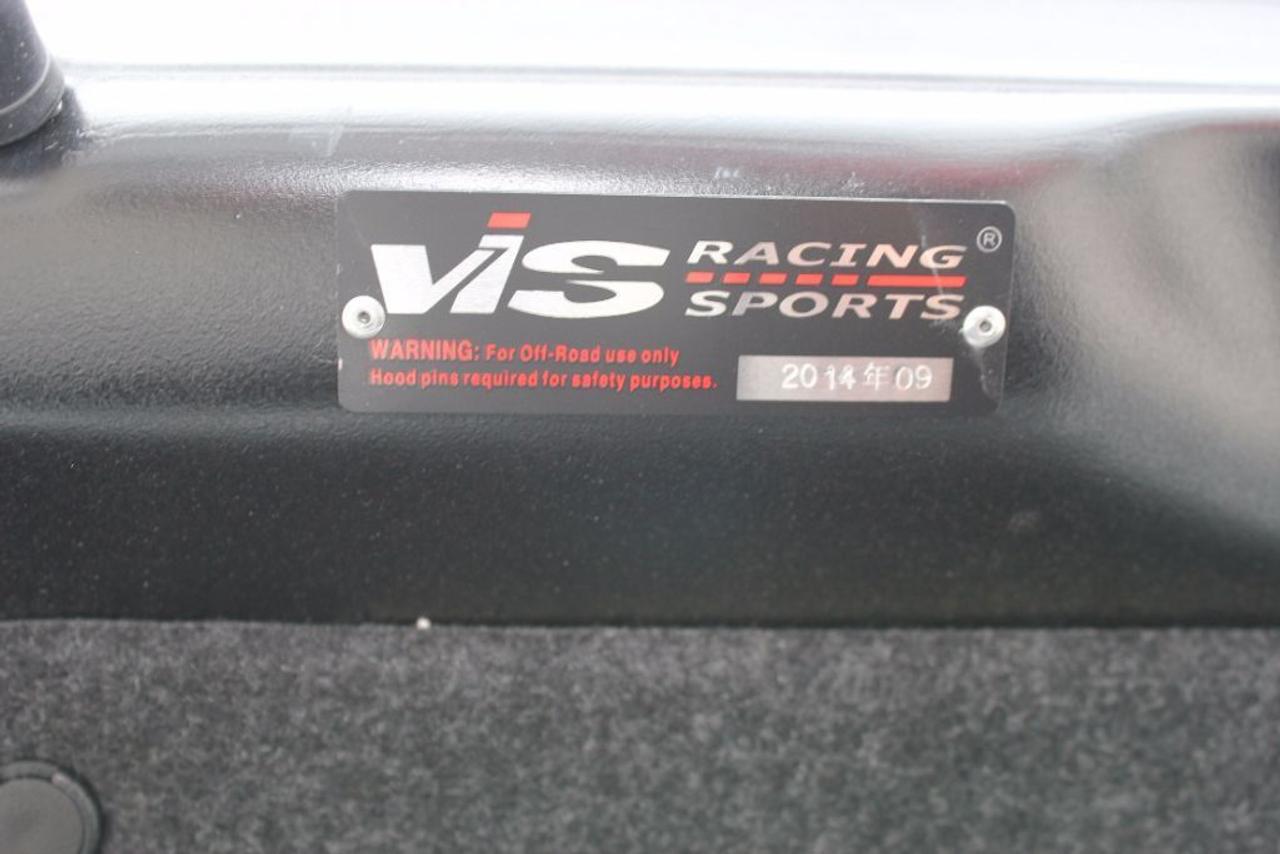 ViS RACING SPORTS ®
WARNING: For Off-Road use only
Hood pins required for safety purposes.
2014年09